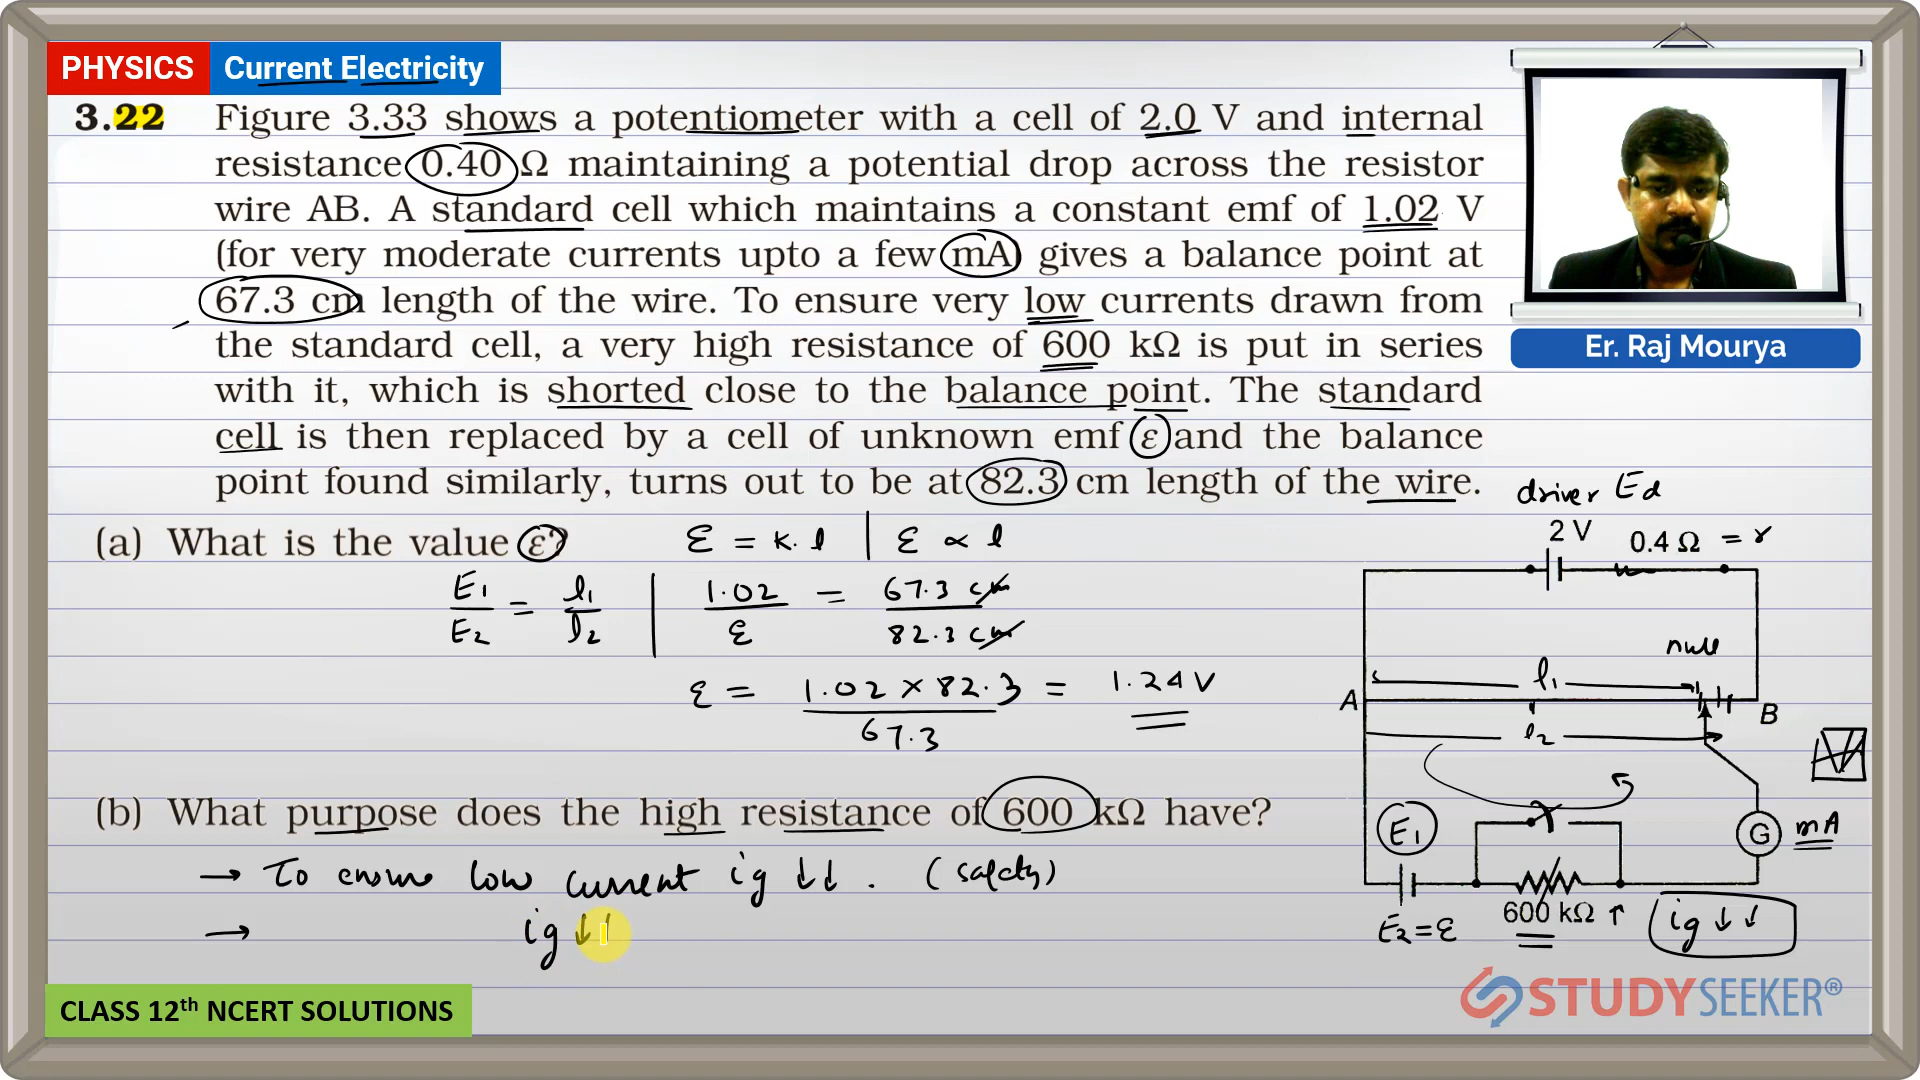 PHYSICS Current Electricity
3.22 Figure 3.33 shows a potentiometer with a cell of 2.0 V and internal
resistance 0.40 Ω maintaining a potential drop across the resistor
wire AB. A standard cell which maintains a constant emf of 1.02 V
(for very moderate currents upto a few mA) gives a balance point at
67.3 cm length of the wire. To ensure very low currents drawn from
the standard cell, a very high resistance of 600 kΩ is put in series
with it, which is shorted close to the balance point. The standard
cell is then replaced by a cell of unknown emf ε and the balance
point found similarly, turns out to be at 82.3 cm length of the wire.
Er. Raj Mourya
(a) What is the value ε?
ε = k. l | ε ∝ l
E1/E2 = l1/l2 | 1.02/ε = 67.3 cm/82.3 cm
ε = 1.02 × 82.3/67.3 = 1.24 V
(b) What purpose does the high resistance of 600 kΩ have?
→ To ensure low current ig ↓↓. (safety)
→ ig ↓↓
driver Ed
2 V 0.4 Ω = r
null
l1
A B
l2
E1 G mA
600 kΩ ↑ ig ↓↓
E2 = ε
CLASS 12th NCERT SOLUTIONS
STUDYSEEKER®